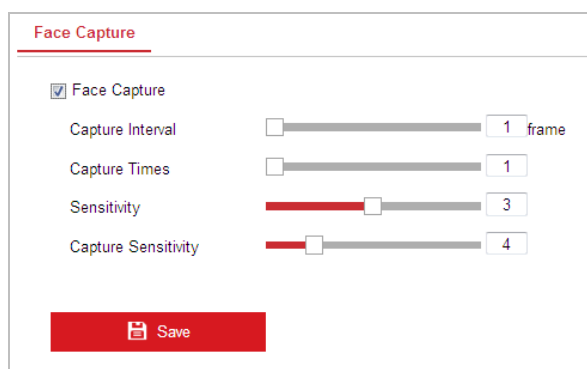 Face Capture
Face Capture
Capture Interval 1 frame
Capture Times 1
Sensitivity 3
Capture Sensitivity 4
Save